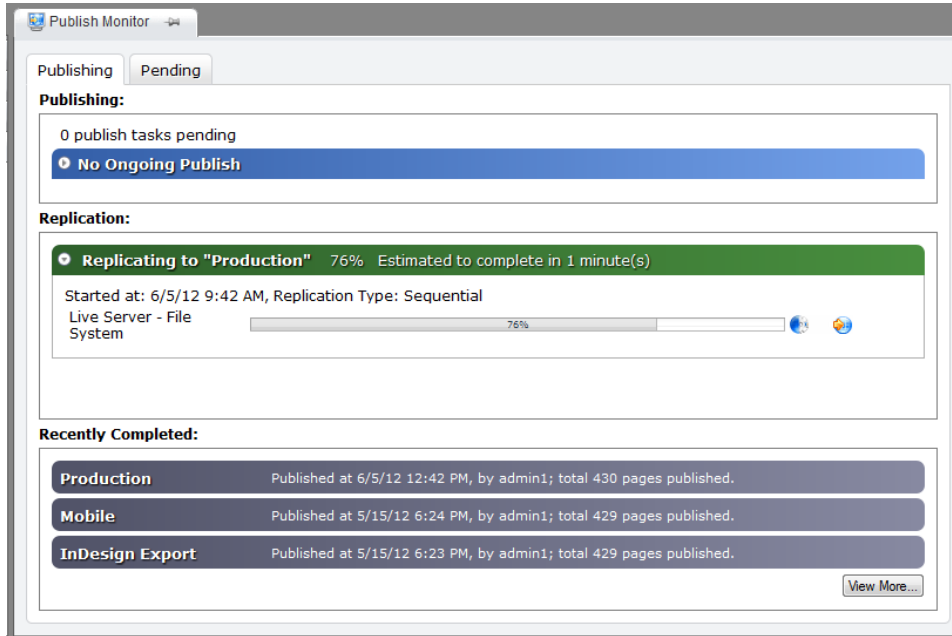 Publish Monitor
Publishing Pending
Publishing:
0 publish tasks pending
No Ongoing Publish
Replication:
Replicating to "Production" 76% Estimated to complete in 1 minute(s)
Started at: 6/5/12 9:42 AM, Replication Type: Sequential
Live Server - File
System
76%
Recently Completed:
Production Published at 6/5/12 12:42 PM, by admin1; total 430 pages published.
Mobile Published at 5/15/12 6:24 PM, by admin1; total 429 pages published.
InDesign Export Published at 5/15/12 6:23 PM, by admin1; total 429 pages published.
View More...